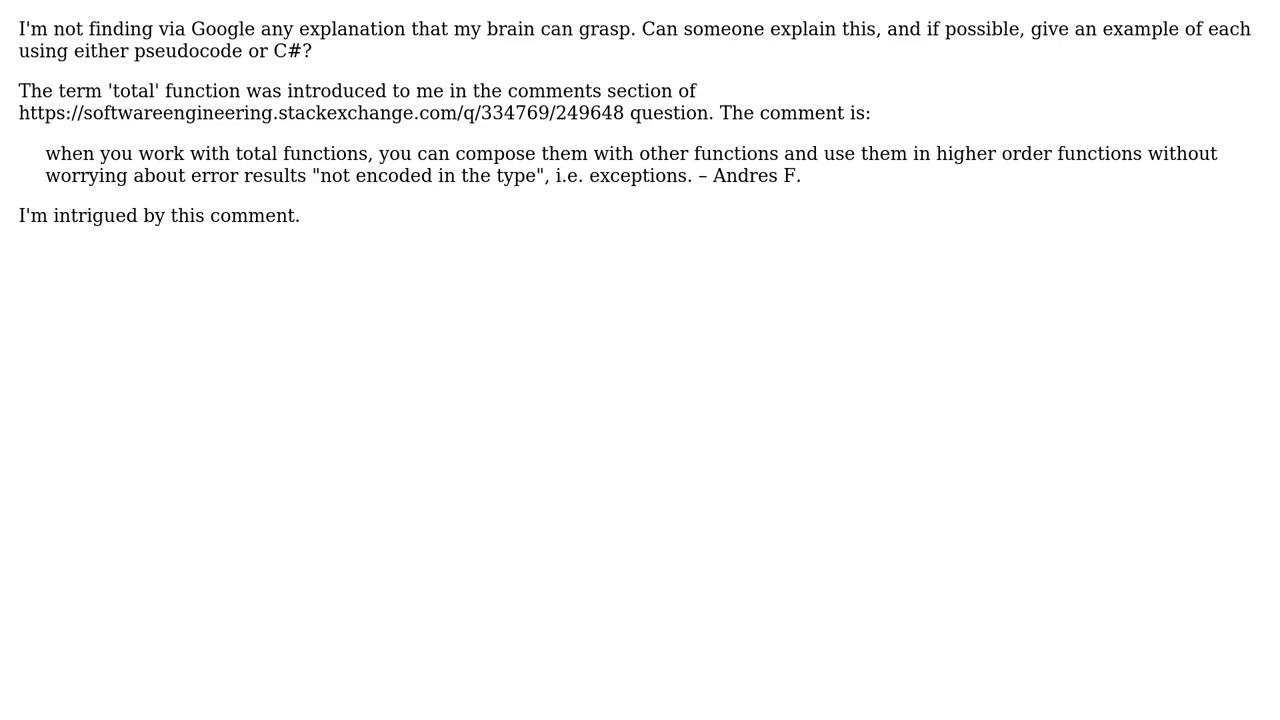 I'm not finding via Google any explanation that my brain can grasp. Can someone explain this, and if possible, give an example of each
using either pseudocode or C#?
The term 'total' function was introduced to me in the comments section of
https://softwareengineering.stackexchange.com/q/334769/249648 question. The comment is:
when you work with total functions, you can compose them with other functions and use them in higher order functions without
worrying about error results "not encoded in the type", i.e. exceptions. – Andres F.
I'm intrigued by this comment.